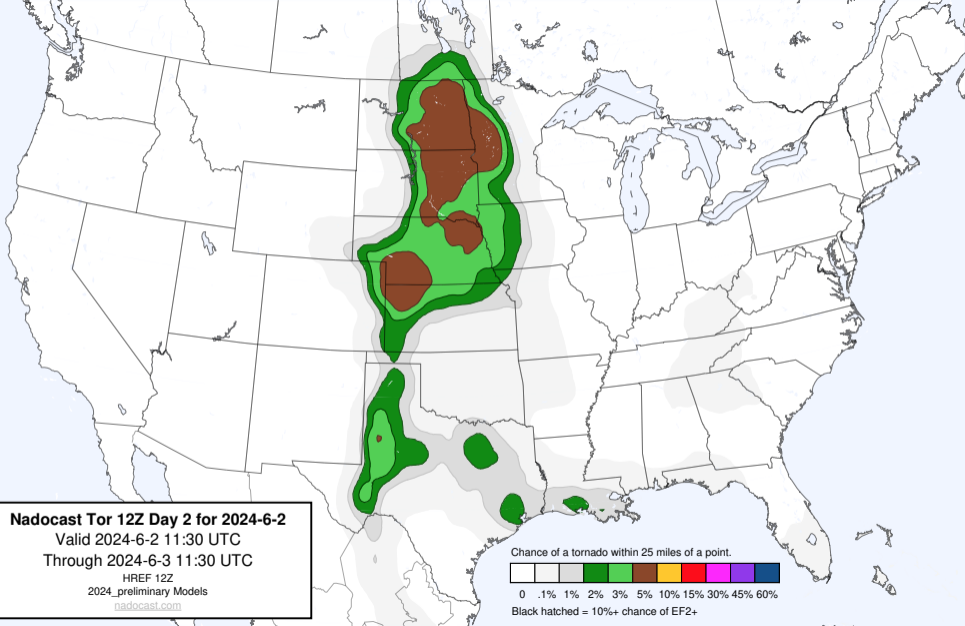 Nadocast Tor 12Z Day 2 for 2024-6-2
Valid 2024-6-2 11:30 UTC
Through 2024-6-3 11:30 UTC
HREF 12Z
2024_preliminary Models
nadocast.com
Chance of a tornado within 25 miles of a point.
0 .1% 1% 2% 3% 5% 10% 15% 30% 45% 60%
Black hatched = 10%+ chance of EF2+